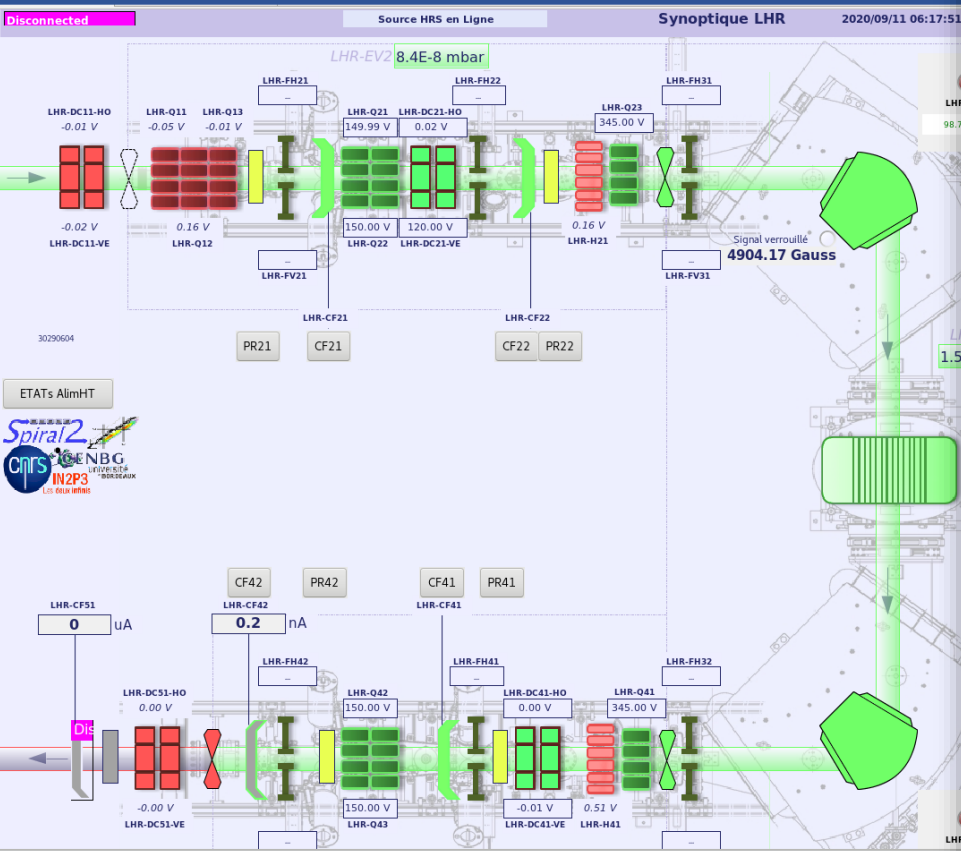 Disconnected
Source HRS en Ligne
Synoptique LHR
2020/09/11 06:17:51
LHR-EV2 8.4E-8 mbar
LHR-FH21
LHR-FH22
LHR-FH31
--
--
--
LHR-DC11-HO
LHR-Q11
LHR-Q13
LHR-Q21
LHR-DC21-HO
LHR-Q23
-0.01 V
-0.05 V
-0.01 V
149.99 V
0.02 V
345.00 V
98.7
-0.02 V
0.16 V
150.00 V
120.00 V
0.16 V
LHR-DC11-VE
LHR-Q12
LHR-Q22
LHR-DC21-VE
LHR-H21
Signal verrouillé
4904.17 Gauss
--
--
LHR-FV21
LHR-FV31
LHR-CF21
LHR-CF22
30290604
PR21
CF21
CF22
PR22
1.5
ETATs AlimHT
Spiral2
cnrs
CENBG
université
de BORDEAUX
IN2P3
Les deux infinis
CF42
PR42
CF41
PR41
LHR-CF51
LHR-CF42
LHR-CF41
0 uA
0.2 nA
LHR-FH42
LHR-FH41
LHR-FH32
--
--
--
LHR-DC51-HO
LHR-Q42
LHR-DC41-HO
LHR-Q41
0.00 V
150.00 V
0.00 V
345.00 V
Dis
-0.00 V
150.00 V
-0.01 V
0.51 V
LHR-DC51-VE
LHR-Q43
LHR-DC41-VE
LHR-H41
--
--
--